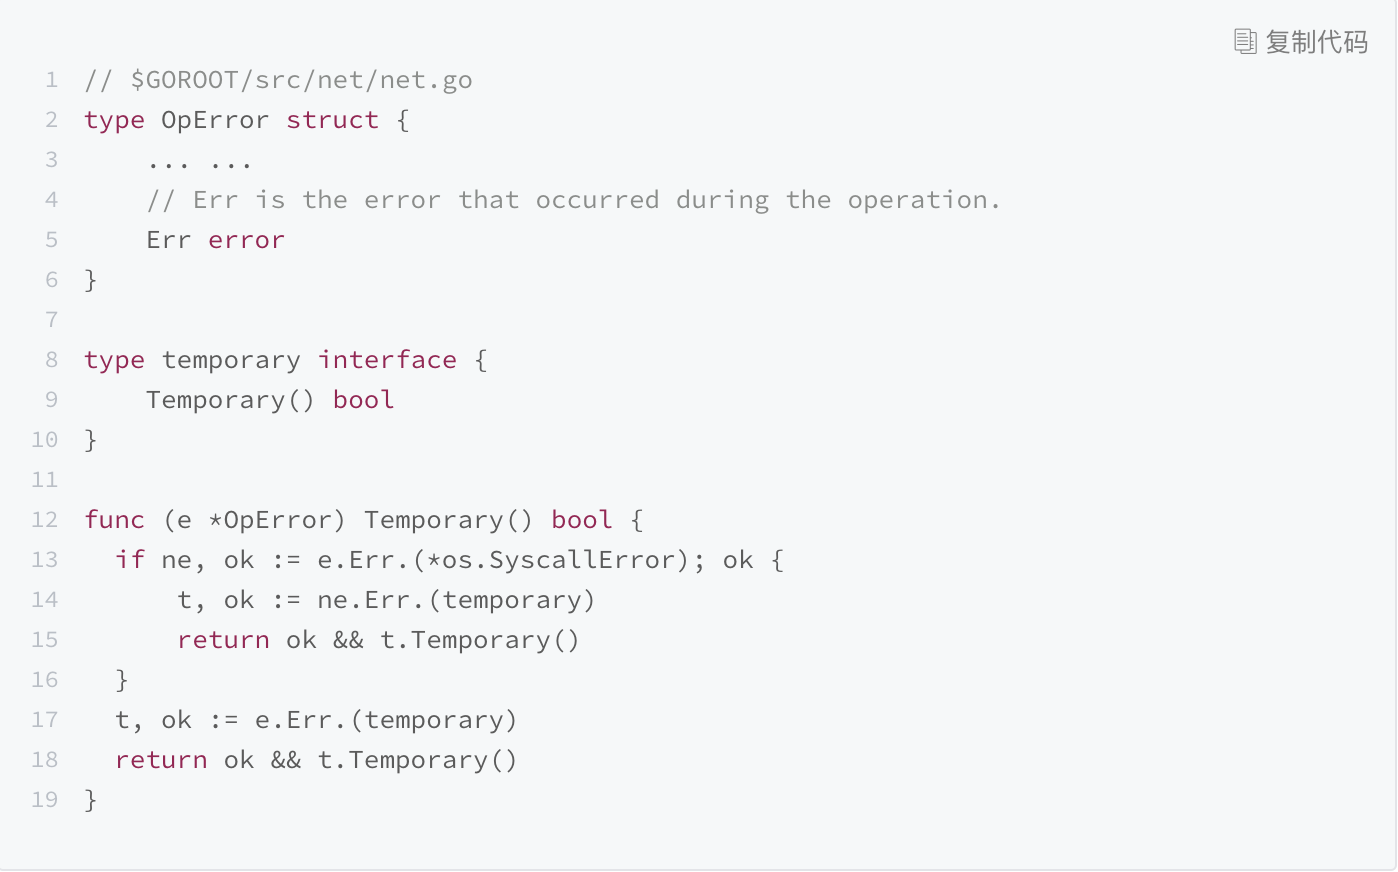 复制代码
1 // $GOROOT/src/net/net.go
2 type OpError struct {
3     ... ...
4     // Err is the error that occurred during the operation.
5     Err error
6 }
7
8 type temporary interface {
9     Temporary() bool
10 }
11
12 func (e *OpError) Temporary() bool {
13   if ne, ok := e.Err.(*os.SyscallError); ok {
14       t, ok := ne.Err.(temporary)
15       return ok && t.Temporary()
16   }
17   t, ok := e.Err.(temporary)
18   return ok && t.Temporary()
19 }